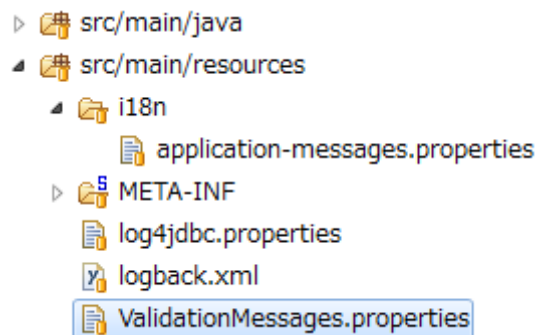 src/main/java
src/main/resources
i18n
application-messages.properties
META-INF
log4jdbc.properties
logback.xml
ValidationMessages.properties